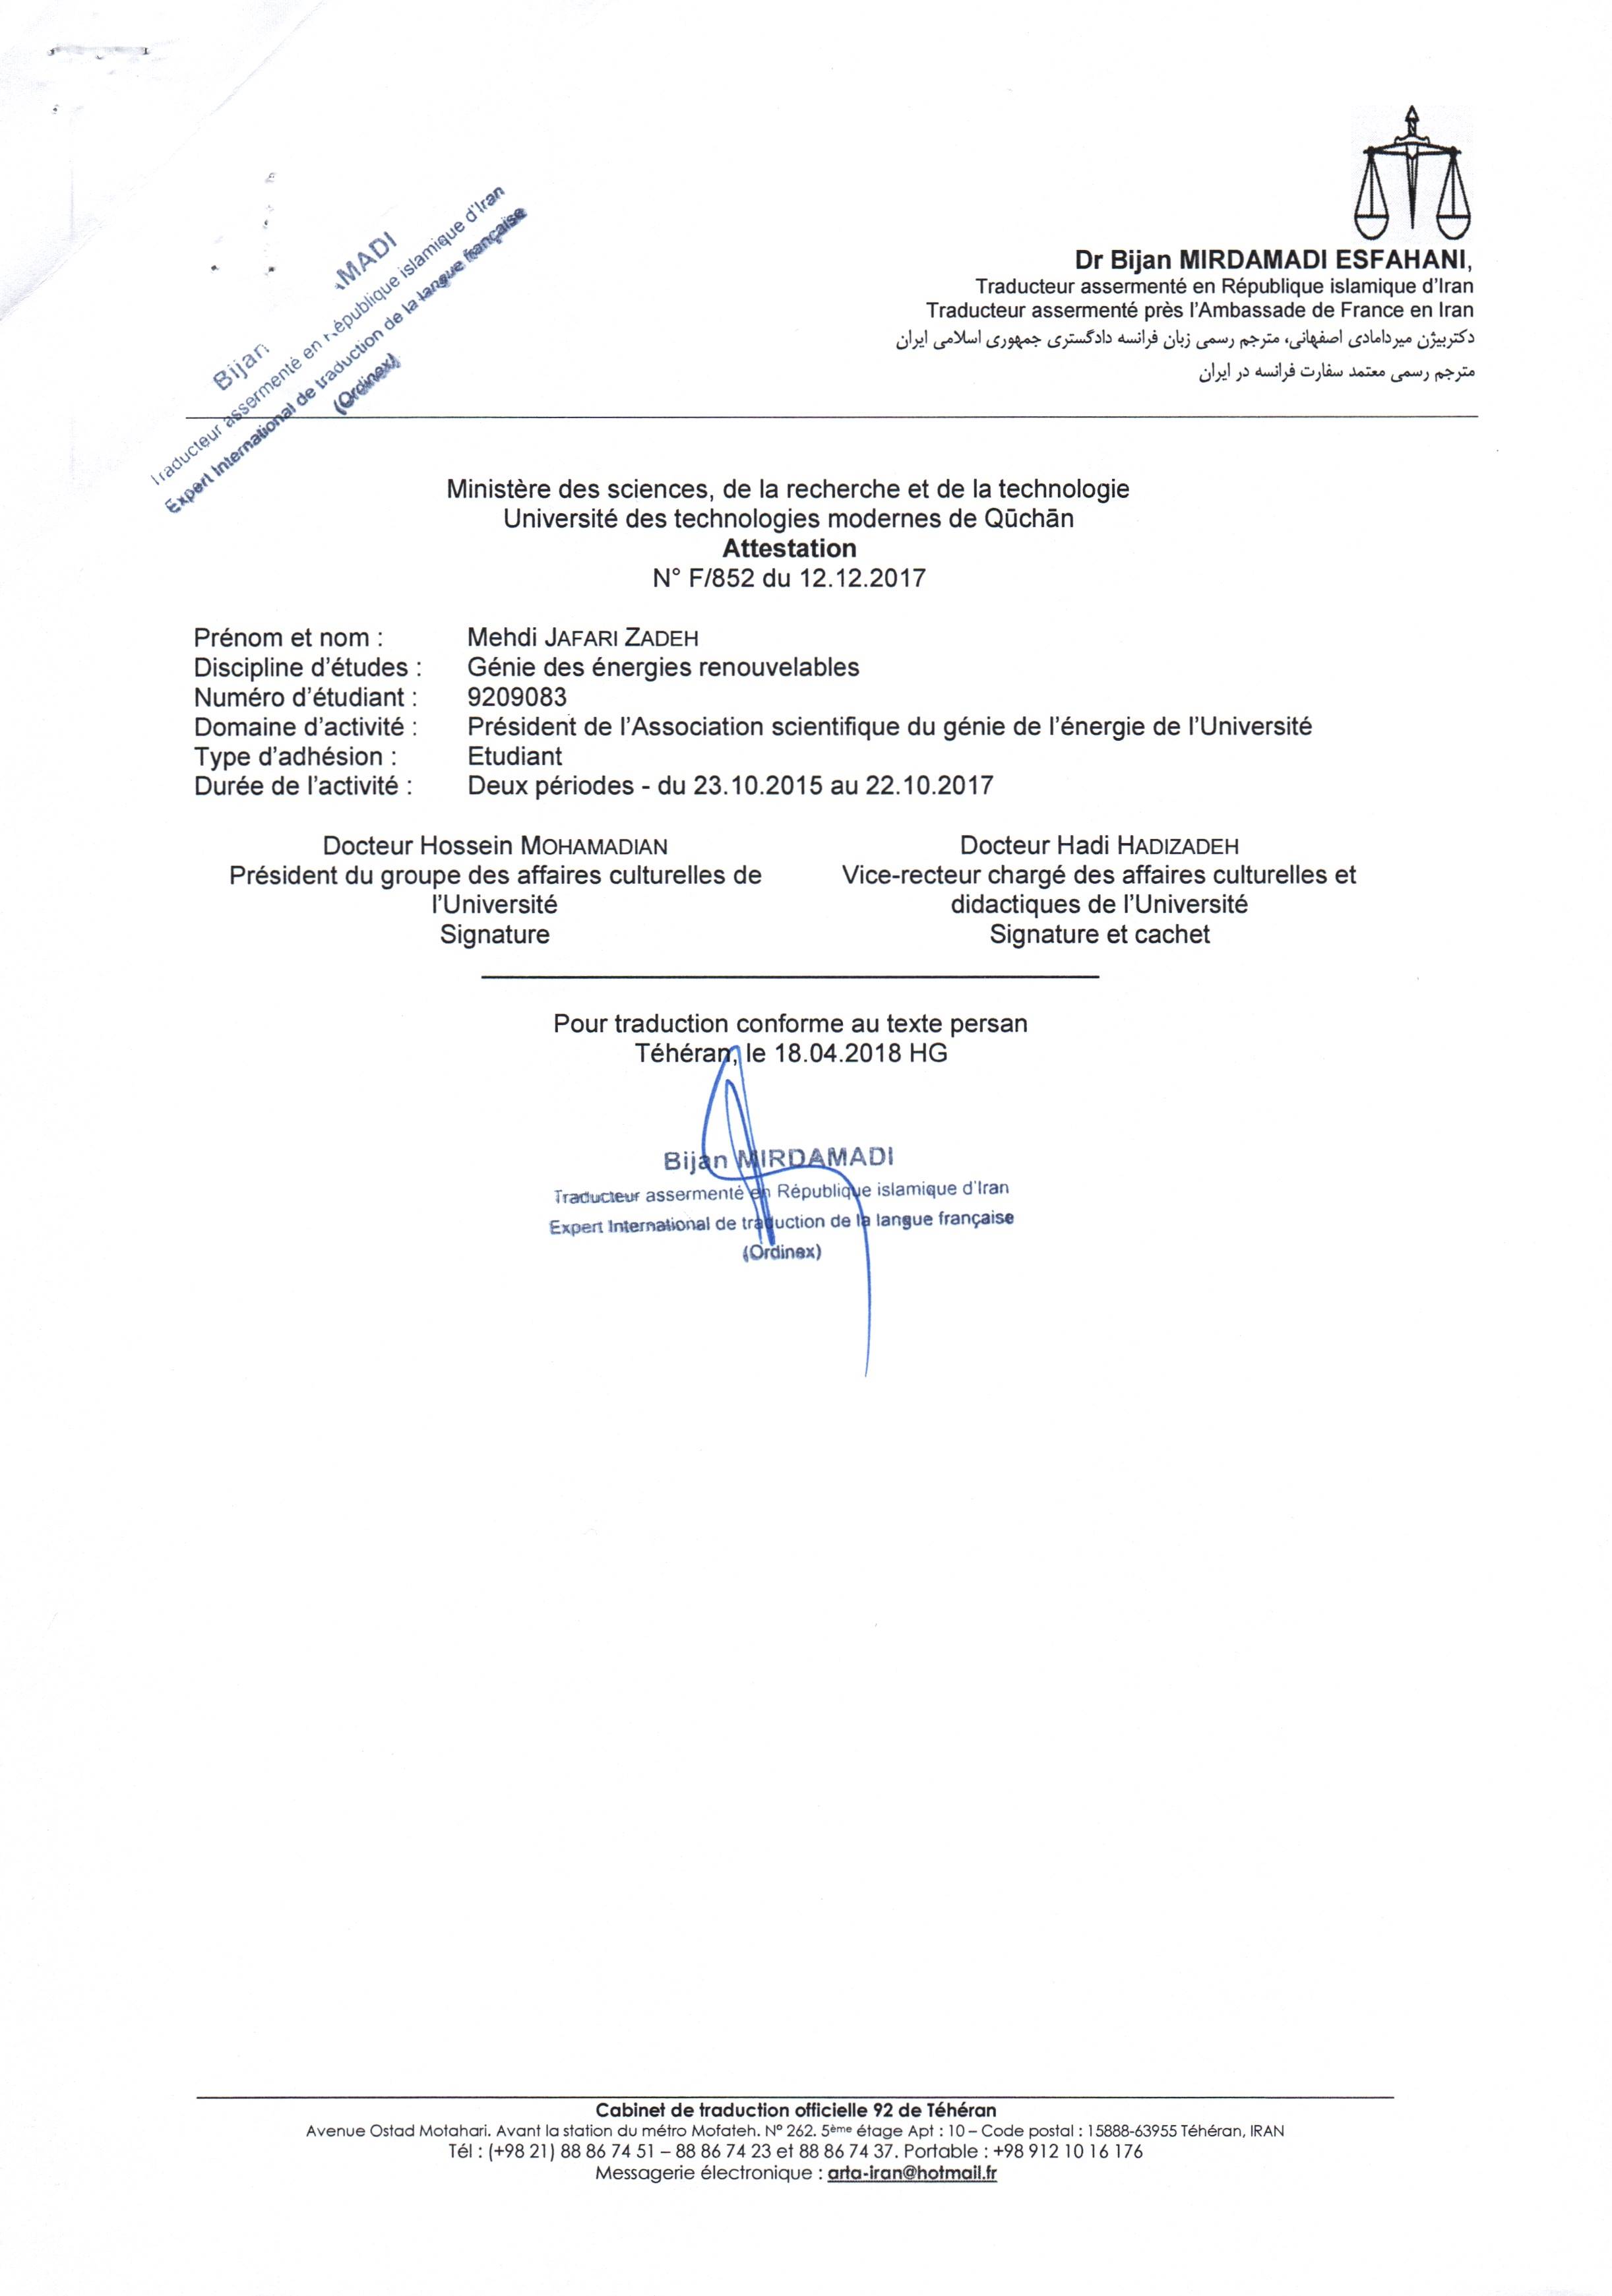 Bijan MADI
Traducteur assermenté en République islamique d'Iran
Expert International de traduction de la langue française
(Ordinex)
Dr Bijan MIRDAMADI ESFAHANI,
Traducteur assermenté en République islamique d'Iran
Traducteur assermenté près l'Ambassade de France en Iran
دکتربیژن میردامادی اصفهانی، مترجم رسمی زبان فرانسه دادگستری جمهوری اسلامی ایران
مترجم رسمی معتمد سفارت فرانسه در ایران
Ministère des sciences, de la recherche et de la technologie
Université des technologies modernes de Qūchān
Attestation
N° F/852 du 12.12.2017
Prénom et nom : Mehdi JAFARI ZADEH
Discipline d'études : Génie des énergies renouvelables
Numéro d'étudiant : 9209083
Domaine d'activité : Président de l'Association scientifique du génie de l'énergie de l'Université
Type d'adhésion : Etudiant
Durée de l'activité : Deux périodes - du 23.10.2015 au 22.10.2017
Docteur Hossein MOHAMADIAN
Président du groupe des affaires culturelles de
l'Université
Signature
Docteur Hadi HADIZADEH
Vice-recteur chargé des affaires culturelles et
didactiques de l'Université
Signature et cachet
Pour traduction conforme au texte persan
Téhéran, le 18.04.2018 HG
Bijan MIRDAMADI
Traducteur assermenté en République islamique d'Iran
Expert International de traduction de la langue française
(Ordinex)
Cabinet de traduction officielle 92 de Téhéran
Avenue Ostad Motahari. Avant la station du métro Mofateh. N° 262. 5ème étage Apt : 10 – Code postal : 15888-63955 Téhéran, IRAN
Tél : (+98 21) 88 86 74 51 – 88 86 74 23 et 88 86 74 37. Portable : +98 912 10 16 176
Messagerie électronique : arta-iran@hotmail.fr